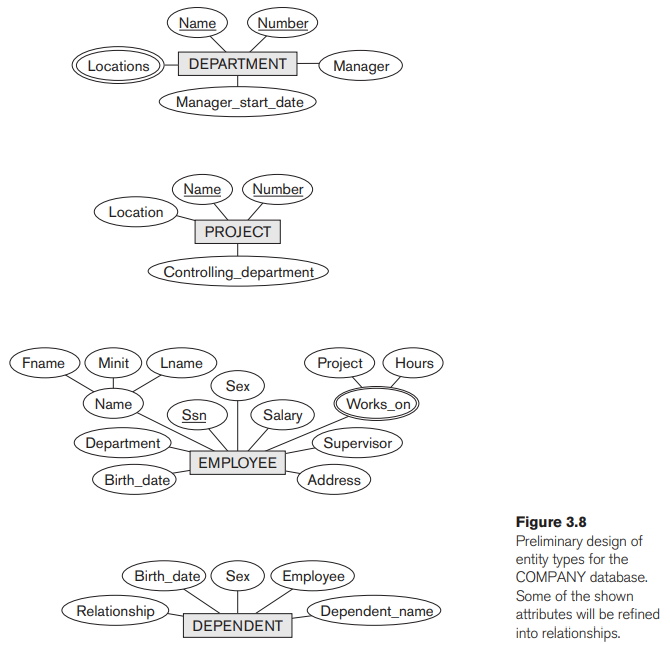 Name Number
Locations DEPARTMENT Manager
Manager_start_date
Name Number
Location
PROJECT
Controlling_department
Fname Minit Lname Project Hours
Sex
Name Works_on
Ssn Salary
Department Supervisor
EMPLOYEE
Birth_date Address
Figure 3.8
Preliminary design of
entity types for the
COMPANY database.
Some of the shown
attributes will be refined
into relationships.
Birth_date Sex Employee
Relationship Dependent_name
DEPENDENT